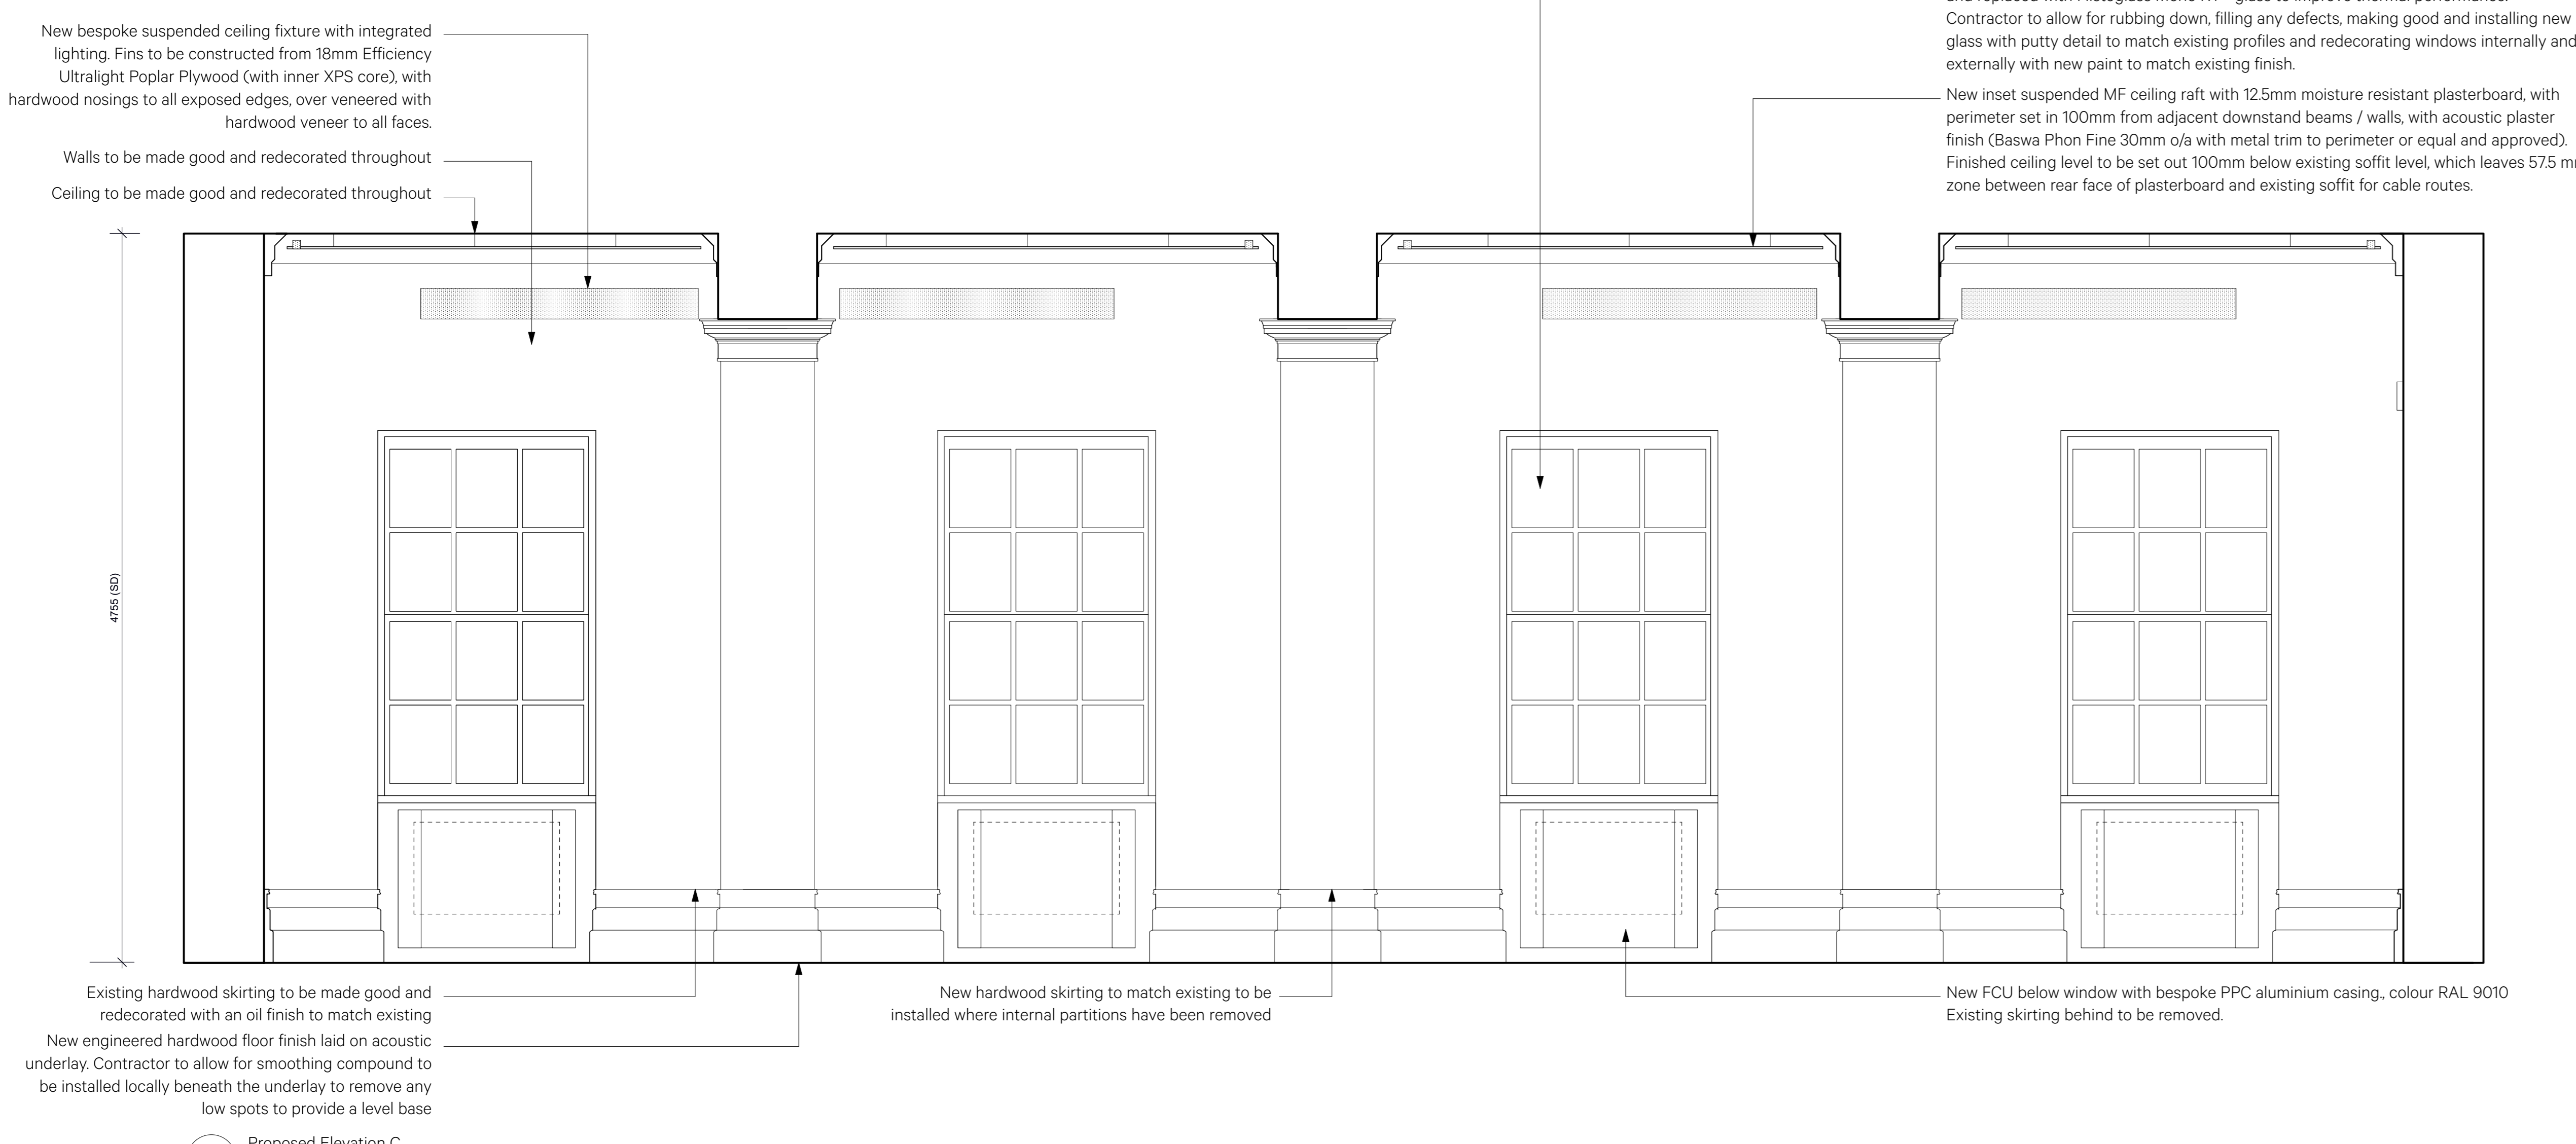 New bespoke suspended ceiling fixture with integrated
lighting. Fins to be constructed from 18mm Efficiency
Ultralight Poplar Plywood (with inner XPS core), with
hardwood nosings to all exposed edges, over veneered with
hardwood veneer to all faces.
Walls to be made good and redecorated throughout
Ceiling to be made good and redecorated throughout
Contractor to allow for rubbing down, filling any defects, making good and installing new
glass with putty detail to match existing profiles and redecorating windows internally and
externally with new paint to match existing finish.
New inset suspended MF ceiling raft with 12.5mm moisture resistant plasterboard, with
perimeter set in 100mm from adjacent downstand beams / walls, with acoustic plaster
finish (Baswa Phon Fine 30mm o/a with metal trim to perimeter or equal and approved).
Finished ceiling level to be set out 100mm below existing soffit level, which leaves 57.5
zone between rear face of plasterboard and existing soffit for cable routes.
4755 (SD)
Existing hardwood skirting to be made good and
redecorated with an oil finish to match existing
New engineered hardwood floor finish laid on acoustic
underlay. Contractor to allow for smoothing compound to
be installed locally beneath the underlay to remove any
low spots to provide a level base
New hardwood skirting to match existing to be
installed where internal partitions have been removed
New FCU below window with bespoke PPC aluminium casing., colour RAL 9010
Existing skirting behind to be removed.
Proposed Elevation C